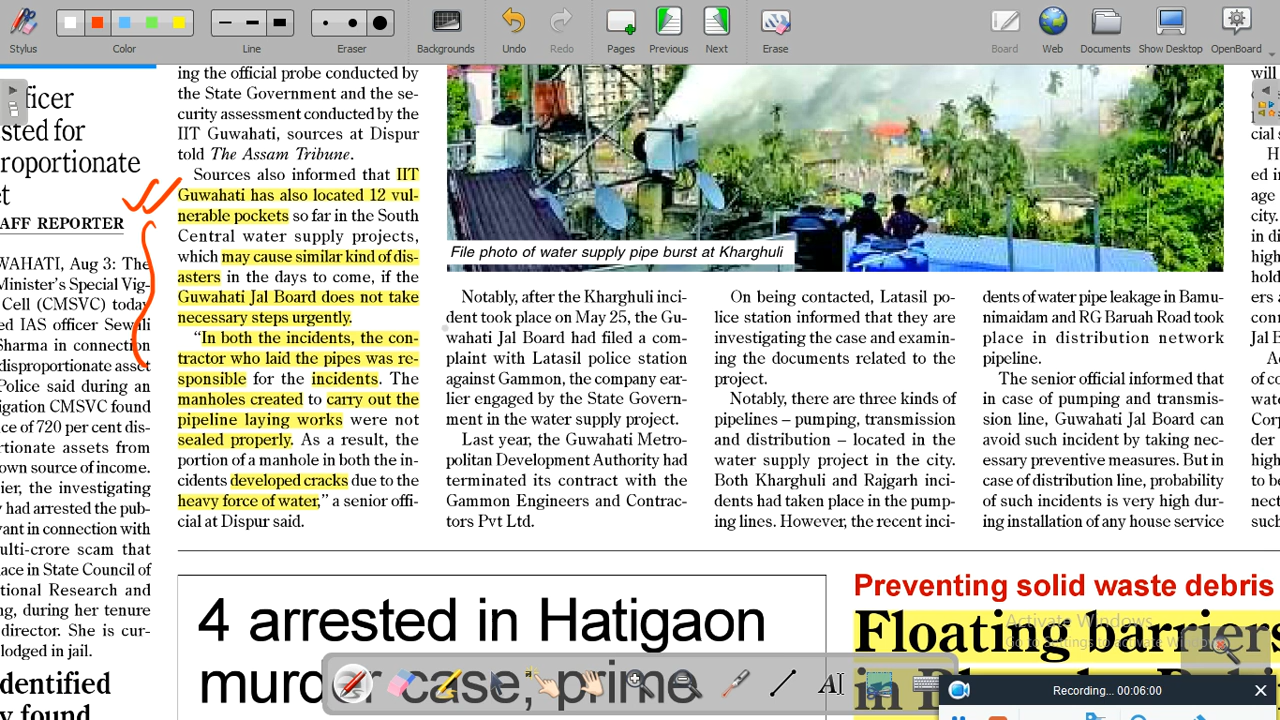 Stylus
Color
Line
Eraser
Backgrounds
Undo
Redo
Pages
Previous
Next
Erase
Board
Web
Documents
Show Desktop
OpenBoard
sted for
STAFF REPORTER
Aug 3: The
Cell (CMSVC) today
IAS officer Sewali
Sharma in connection
disproportionate asset
Police said during an
CMSVC found
of 720 per cent dis-
assets from
own source of income.
the investigating
had arrested the pub-
in connection with
scam that
place in State Council of
Research and
during her tenure
director. She is cur-
lodged in jail.
found
ing the official probe conducted by
the State Government and the se-
curity assessment conducted by the
IIT Guwahati, sources at Dispur
told The Assam Tribune.
Sources also informed that IIT
Guwahati has also located 12 vul-
nerable pockets so far in the South
Central water supply projects,
which may cause similar kind of dis-
asters in the days to come, if the
Guwahati Jal Board does not take
necessary steps urgently.
“In both the incidents, the con-
tractor who laid the pipes was re-
sponsible for the incidents. The
manholes created to carry out the
pipeline laying works were not
sealed properly. As a result, the
portion of a manhole in both the in-
cidents developed cracks due to the
heavy force of water,” a senior offi-
cial at Dispur said.
File photo of water supply pipe burst at Kharghuli
Notably, after the Kharghuli inci-
dent took place on May 25, the Gu-
wahati Jal Board had filed a com-
plaint with Latasil police station
against Gammon, the company ear-
lier engaged by the State Govern-
ment in the water supply project.
Last year, the Guwahati Metro-
politan Development Authority had
terminated its contract with the
Gammon Engineers and Contrac-
tors Pvt Ltd.
On being contacted, Latasil po-
lice station informed that they are
investigating the case and examin-
ing the documents related to the
project.
Notably, there are three kinds of
pipelines – pumping, transmission
and distribution – located in the
water supply project in the city.
Both Kharghuli and Rajgarh inci-
dents had taken place in the pump-
ing lines. However, the recent inci-
dents of water pipe leakage in Bamu-
nimaidam and RG Baruah Road took
place in distribution network
pipeline.
The senior official informed that
in case of pumping and transmis-
sion line, Guwahati Jal Board can
avoid such incident by taking nec-
essary preventive measures. But in
case of distribution line, probability
of such incidents is very high dur-
ing installation of any house service
will
city.
4 arrested in Hatigaon
murder case, prime
Preventing solid waste debris
Floating barriers
in
Activate Windows
Go to Settings to activate Windows.
Recording... 00:06:00